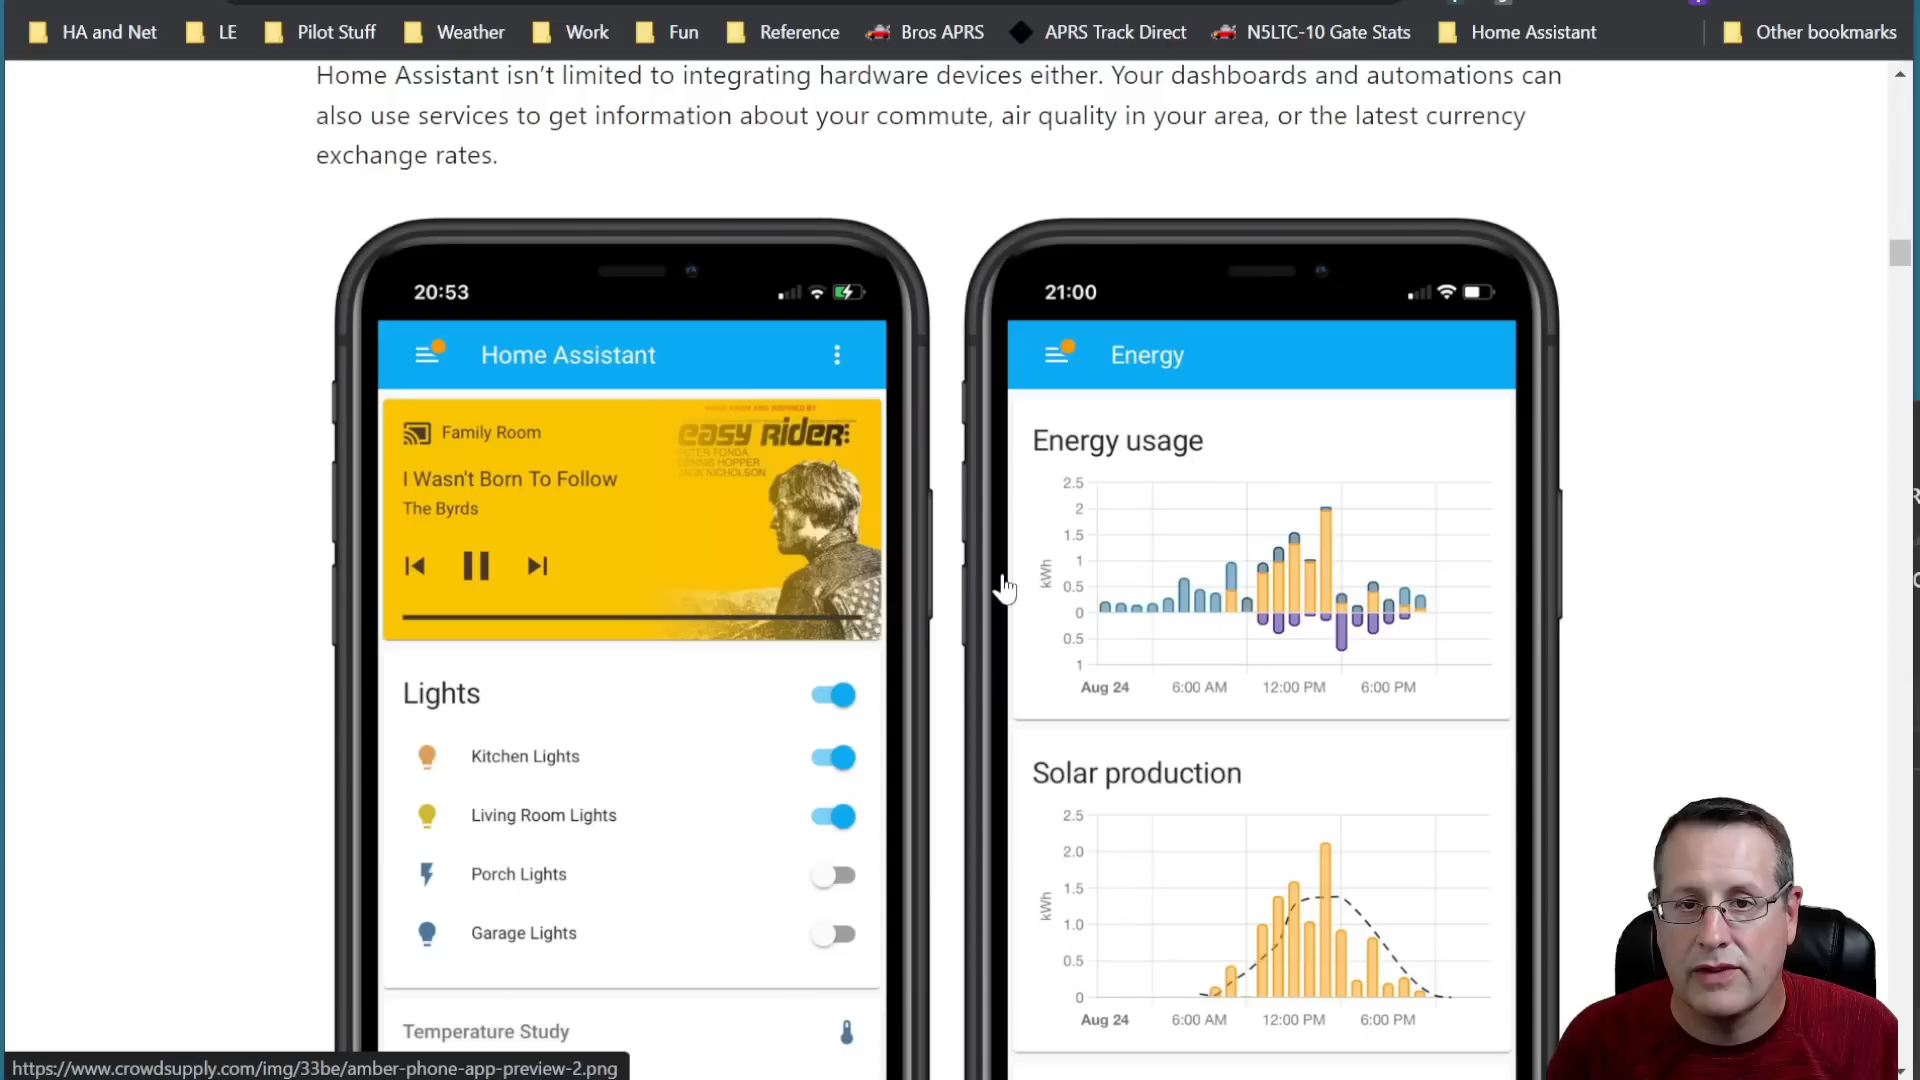 HA and Net
LE
Pilot Stuff
Weather
Work
Fun
Reference
Bros APRS
APRS Track Direct
N5LTC-10 Gate Stats
Home Assistant
Other bookmarks
Home Assistant isn’t limited to integrating hardware devices either. Your dashboards and automations can
also use services to get information about your commute, air quality in your area, or the latest currency
exchange rates.
20:53
Home Assistant
Family Room
easy rider
PETER FONDA
DENNIS HOPPER
JACK NICHOLSON
I Wasn't Born To Follow
The Byrds
Lights
Kitchen Lights
Living Room Lights
Porch Lights
Garage Lights
Temperature Study
21:00
Energy
Energy usage
2.5
2
1.5
1
0.5
0
0.5
1
kWh
Aug 24
6:00 AM
12:00 PM
6:00 PM
Solar production
2.5
2.0
1.5
1.0
0.5
0
kWh
Aug 24
6:00 AM
12:00 PM
6:00 PM
https://www.crowdsupply.com/img/33be/amber-phone-app-preview-2.png